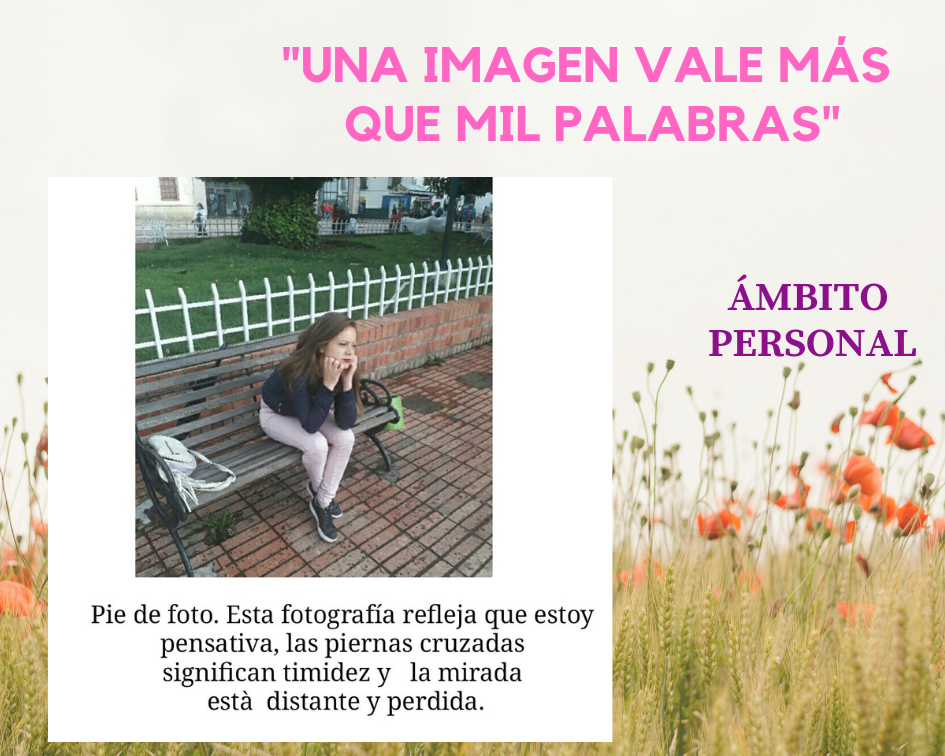 "UNA IMAGEN VALE MÁS
QUE MIL PALABRAS"
ÁMBITO
PERSONAL
Pie de foto. Esta fotografía refleja que estoy
pensativa, las piernas cruzadas
significan timidez y   la mirada
està  distante y perdida.